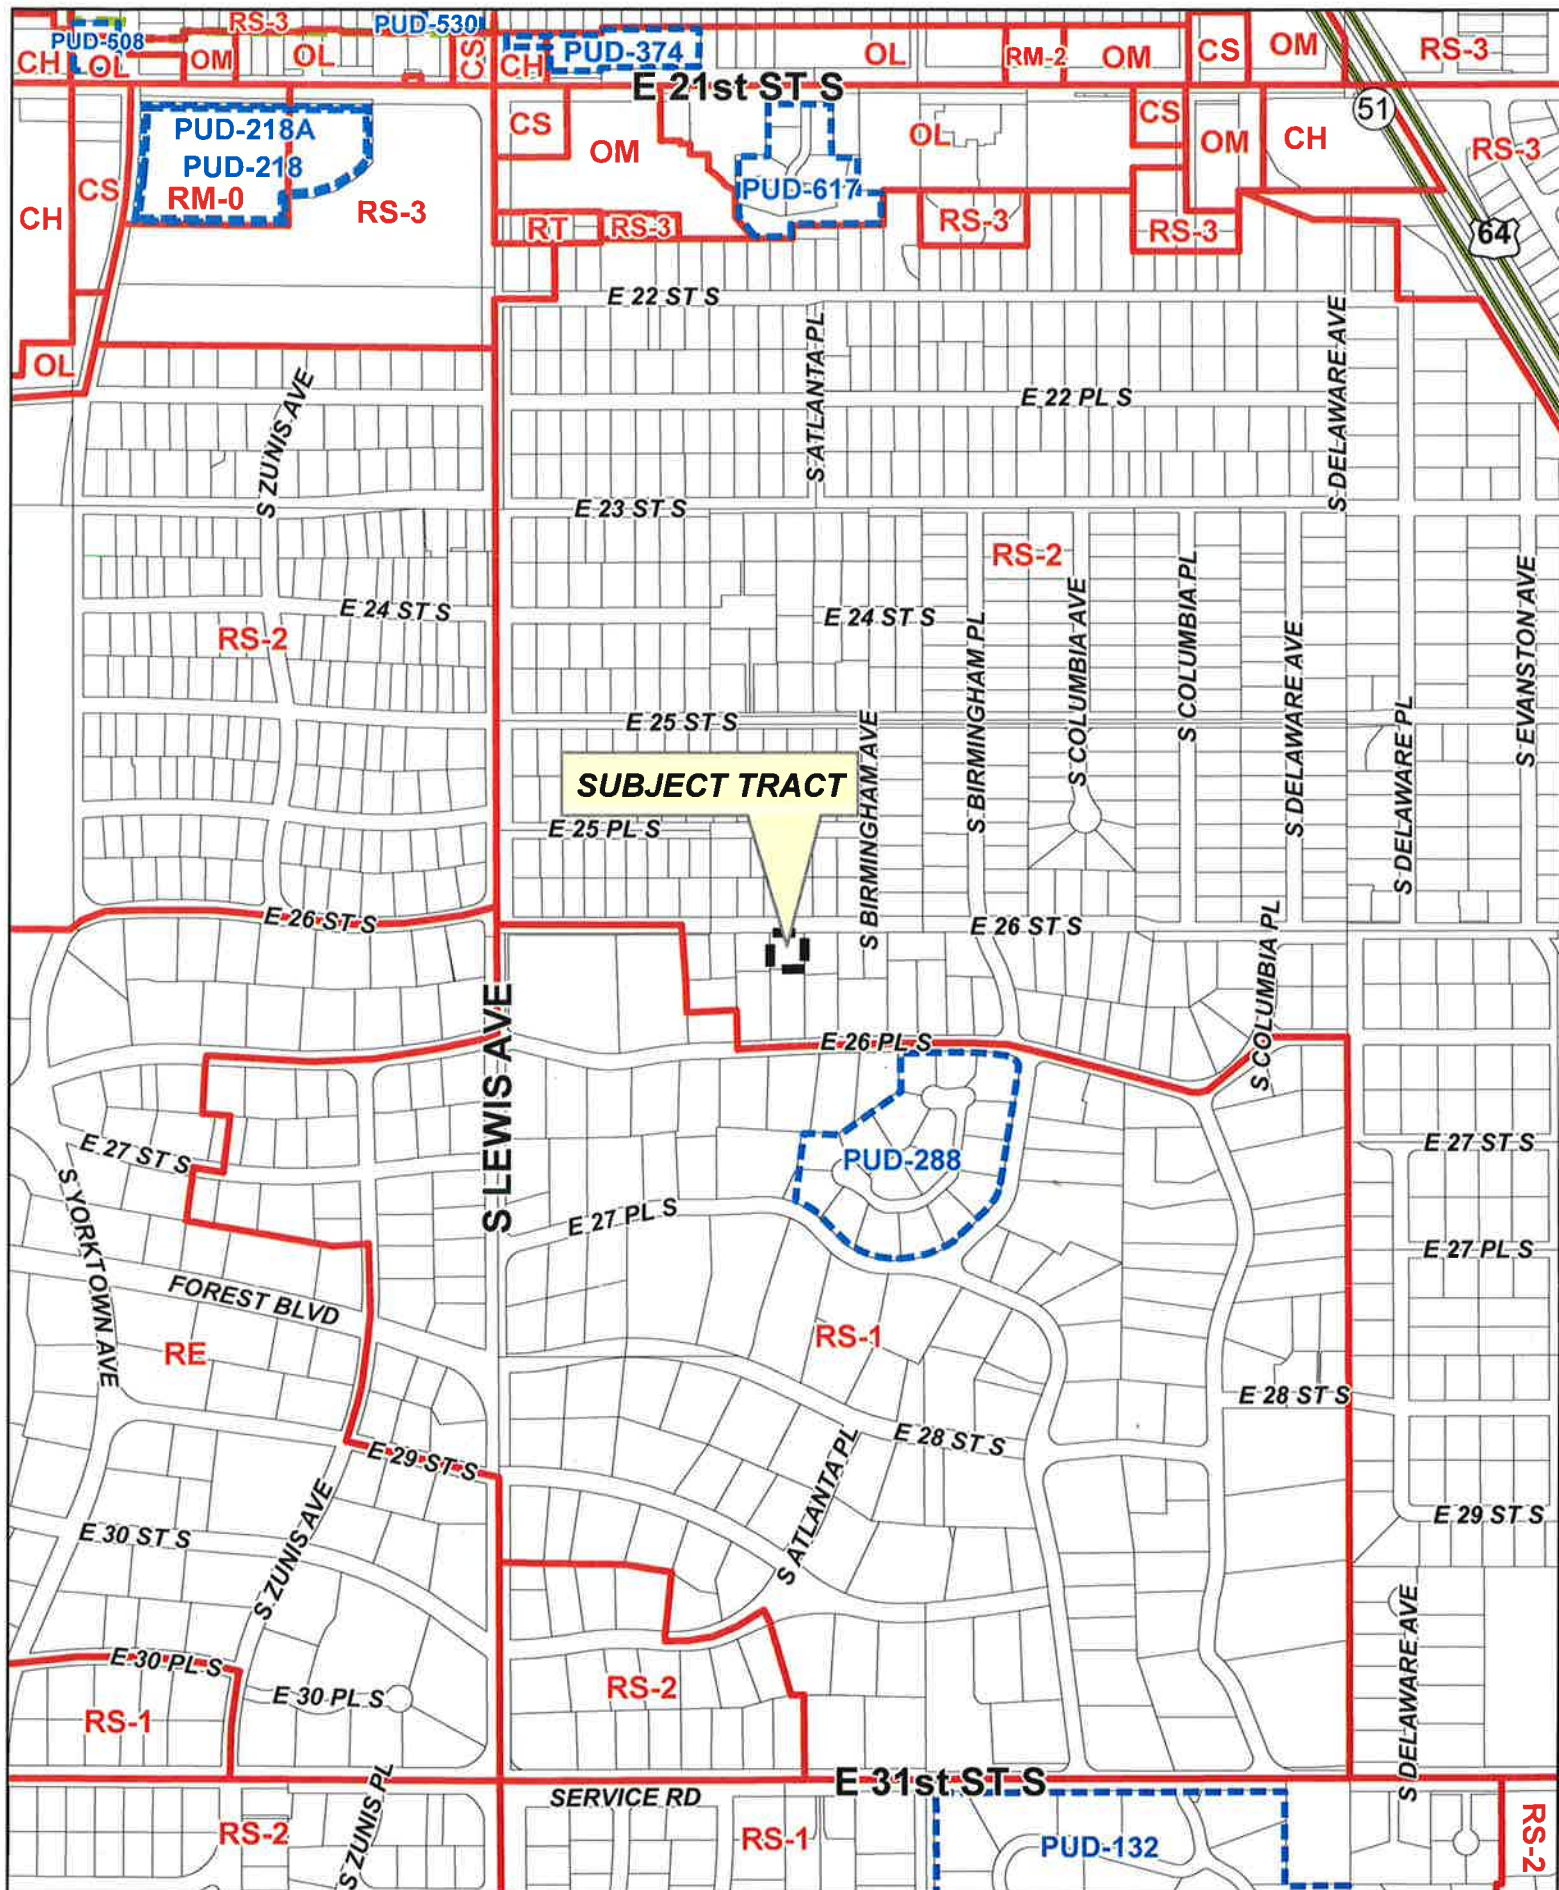 RS-3
PUD-530
PUD-508
CH
OL
OM
OL
CS
CH
PUD-374
OL
RM-2
OM
CS
OM
RS-3
E 21st ST S
51
PUD-218A
PUD-218
RM-0
CS
CH
RS-3
CS
OM
OL
CS
OM
CH
RS-3
PUD-617
RT
RS-3
RS-3
RS-3
64
E 22 ST S
OL
S ZUNIS AVE
S ATLANTA PL
E 22 PL S
S DELAWARE AVE
E 23 ST S
RS-2
E 24 ST S
RS-2
E 24 ST S
S BIRMINGHAM PL
S COLUMBIA AVE
S COLUMBIA PL
S DELAWARE AVE
S EVANSTON AVE
E 25 ST S
S BIRMINGHAM AVE
S DELAWARE PL
SUBJECT TRACT
E 25 PL S
E 26 ST S
E 26 ST S
S COLUMBIA PL
S LEWIS AVE
E 26 PL S
E 27 ST S
PUD-288
E 27 ST S
S YORKTOWN AVE
E 27 PL S
E 27 PL S
FOREST BLVD
RE
RS-1
E 28 ST S
E 28 ST S
S ATLANTA PL
E 29 ST S
E 29 ST S
E 30 ST S
S ZUNIS AVE
S DELAWARE AVE
E 30 PL S
E 30 PL S
RS-2
RS-1
E 31st ST S
SERVICE RD
S ZUNIS PL
RS-2
RS-1
PUD-132
RS-2